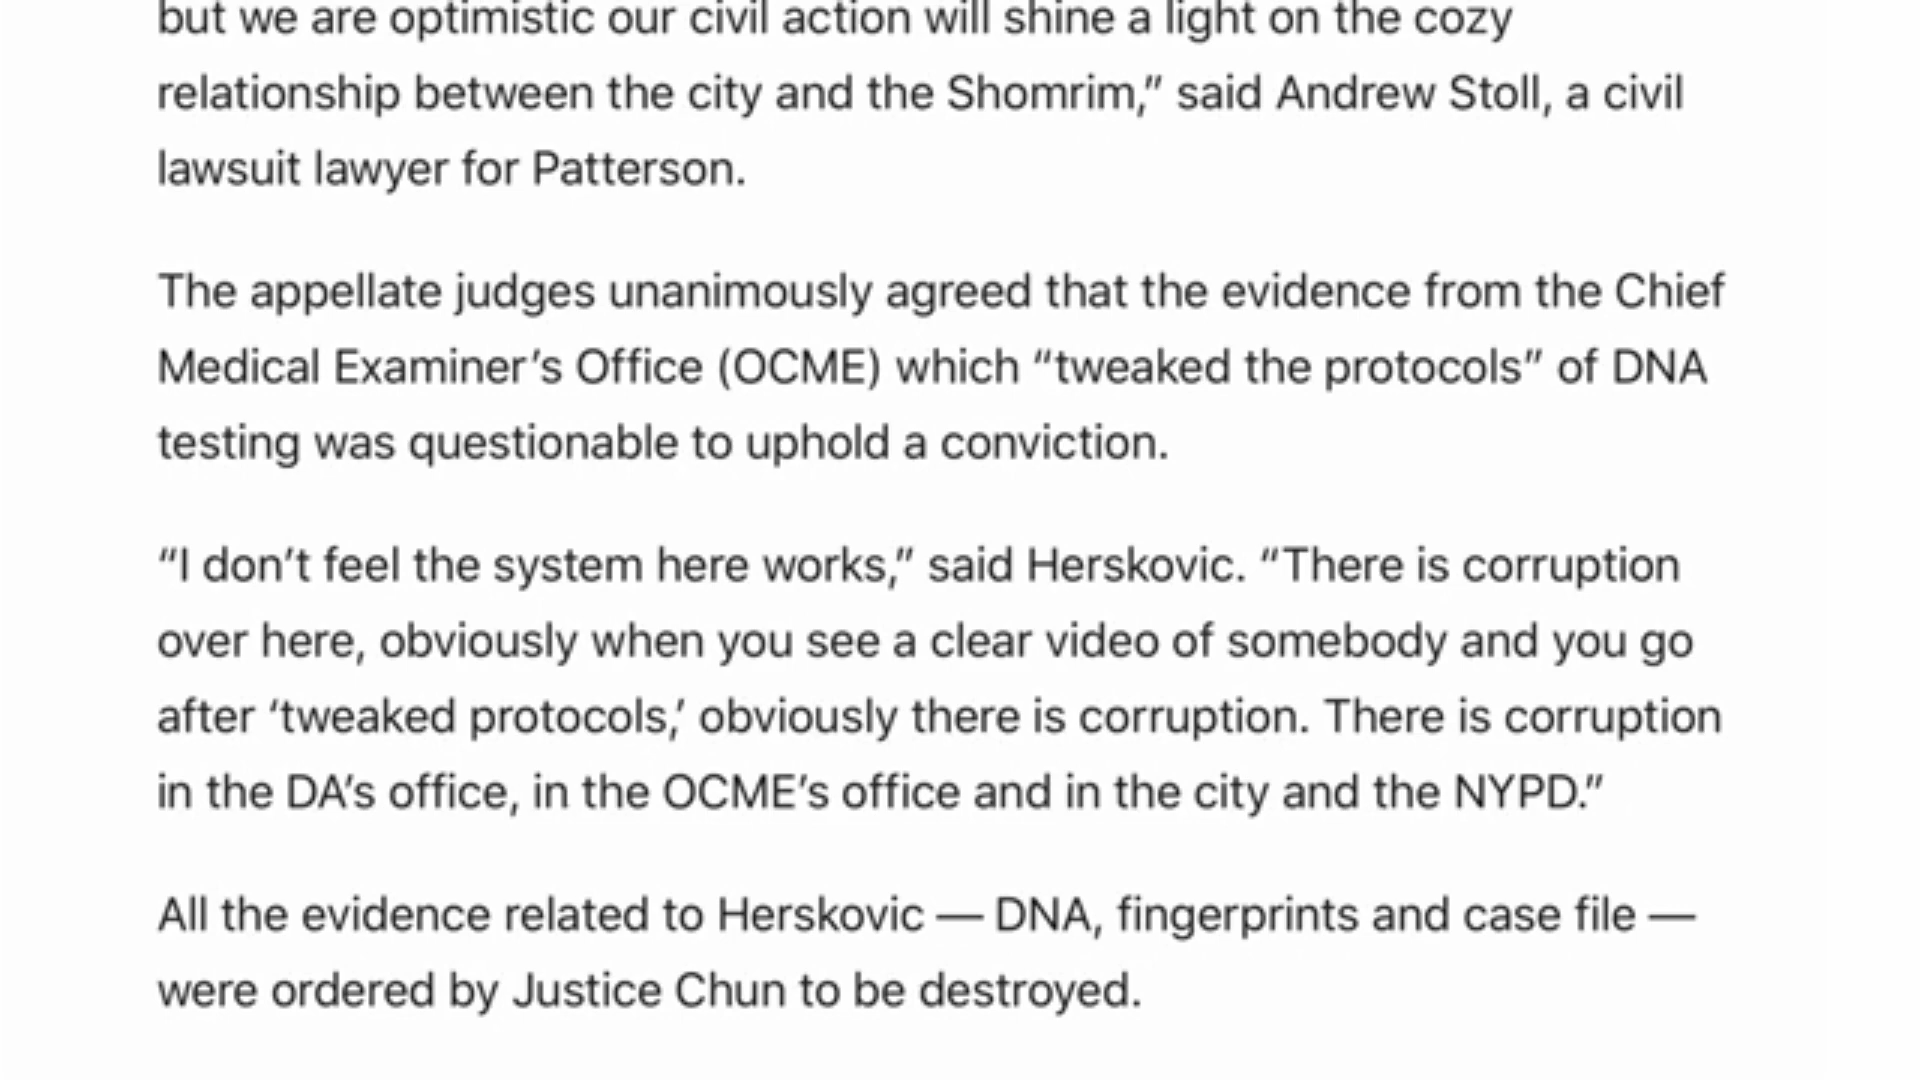 but we are optimistic our civil action will shine a light on the cozy
relationship between the city and the Shomrim,” said Andrew Stoll, a civil
lawsuit lawyer for Patterson.
The appellate judges unanimously agreed that the evidence from the Chief
Medical Examiner’s Office (OCME) which “tweaked the protocols” of DNA
testing was questionable to uphold a conviction.
“I don’t feel the system here works,” said Herskovic. “There is corruption
over here, obviously when you see a clear video of somebody and you go
after ‘tweaked protocols,’ obviously there is corruption. There is corruption
in the DA’s office, in the OCME’s office and in the city and the NYPD.”
All the evidence related to Herskovic — DNA, fingerprints and case file —
were ordered by Justice Chun to be destroyed.